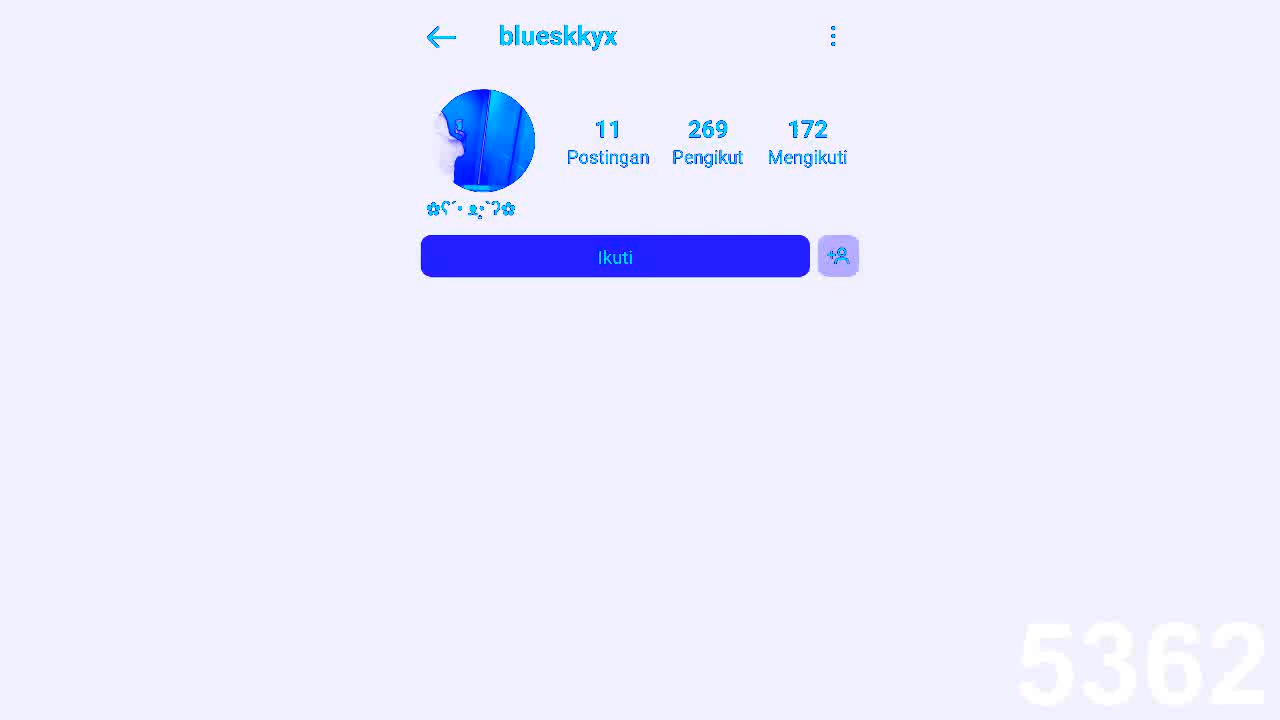 blueskkyx
11 269 172
Postingan Pengikut Mengikuti
✿ʕ´• ᴥ•̥`ʔ✿
Ikuti
5362